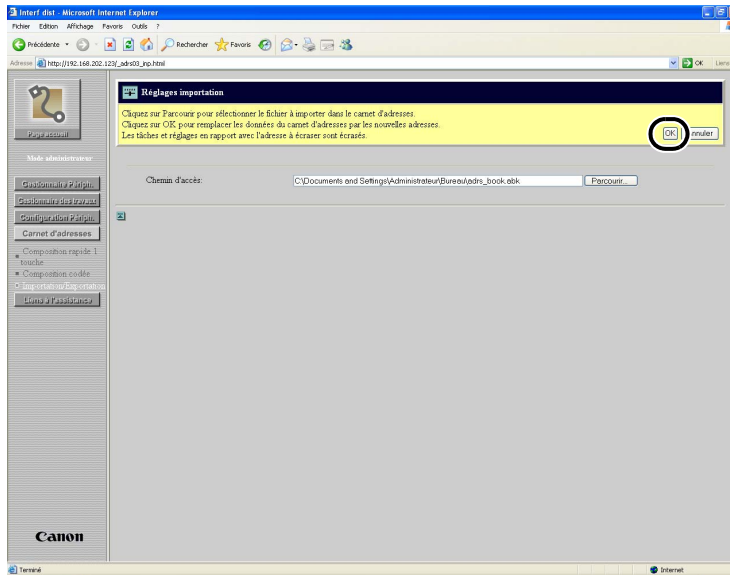 Interf dist - Microsoft Internet Explorer
Fichier Edition Affichage Favoris Outils ?
Précédente Rechercher Favoris
Adresse http://192.168.202.123/_adrs03_inp.html OK Liens
Page accueil
Mode administrateur
Gestionnaire Périph.
Gestionnaire des travaux
Configuration Périph.
Carnet d'adresses
Composition rapide 1
touche
Composition codée
Importation/Exportation
Liens à l'assistance
Réglages importation
Cliquez sur Parcourir pour sélectionner le fichier à importer dans le carnet d'adresses.
Cliquez sur OK pour remplacer les données du carnet d'adresses par les nouvelles adresses.
Les tâches et réglages en rapport avec l'adresse à écraser sont écrasés.
OK nnuler
Chemin d'accès: C:\Documents and Settings\Administrateur\Bureau\adrs_book.abk Parcourir...
Canon
Terminé Internet